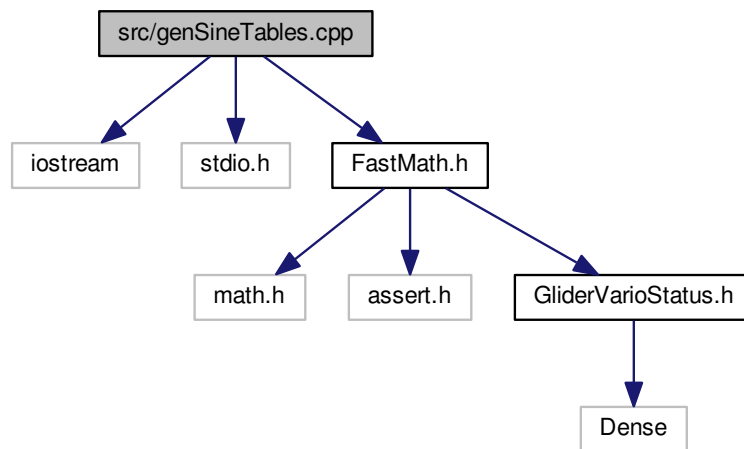 src/genSineTables.cpp
iostream
stdio.h
FastMath.h
math.h
assert.h
GliderVarioStatus.h
Dense